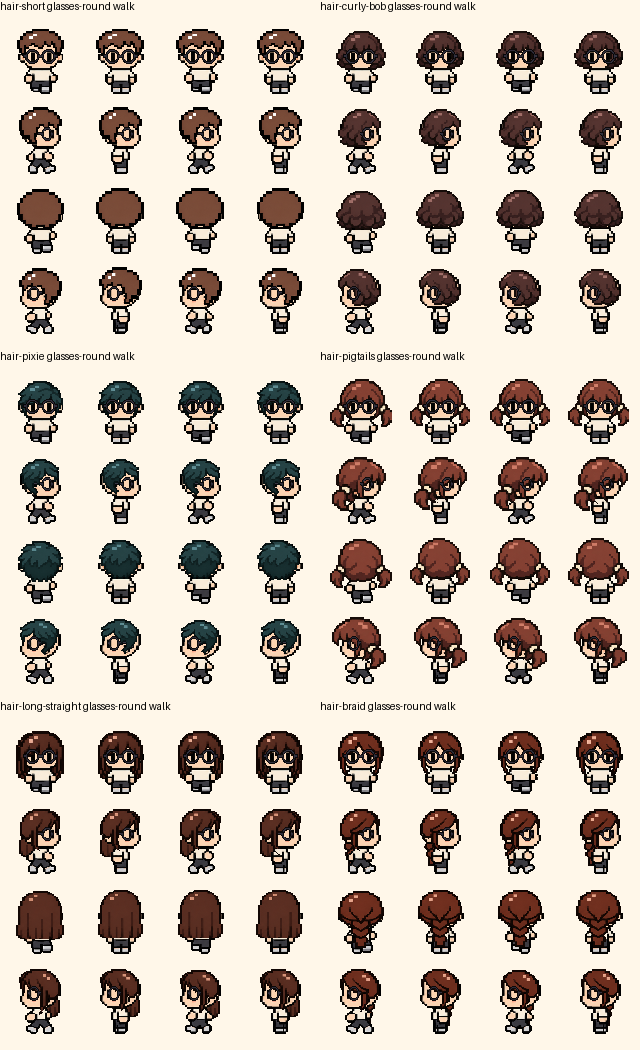 hair-short glasses-round walk
hair-curly-bob glasses-round walk
hair-pixie glasses-round walk
hair-pigtails glasses-round walk
hair-long-straight glasses-round walk
hair-braid glasses-round walk